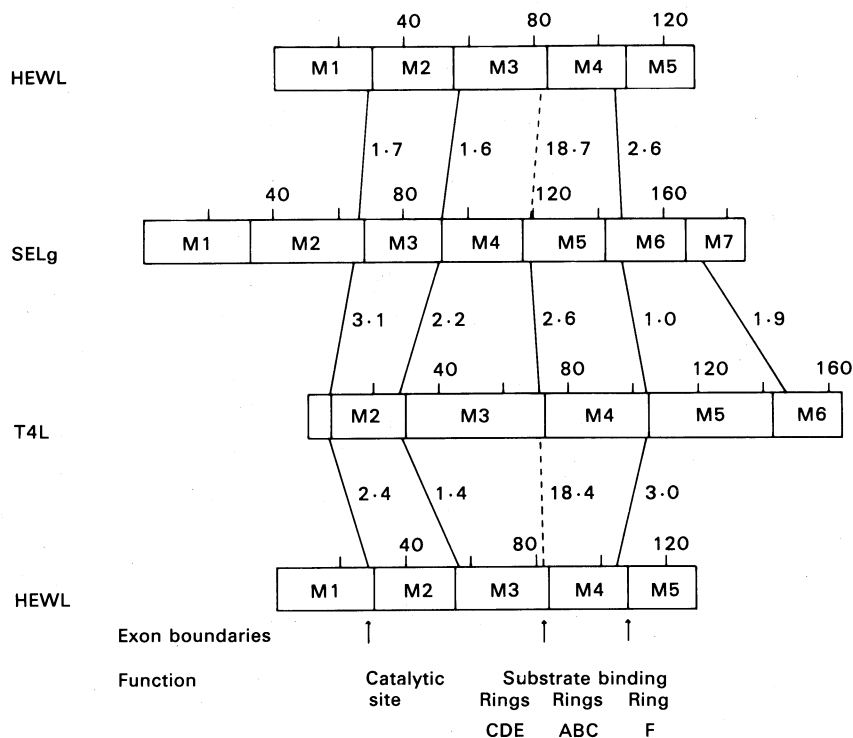 40 80 120
HEWL M1 M2 M3 M4 M5
1·7 1·6 18·7 2·6
40 80 120 160
SELg M1 M2 M3 M4 M5 M6 M7
3·1 2·2 2·6 1·0 1·9
40 80 120 160
T4L M2 M3 M4 M5 M6
2·4 1·4 18·4 3·0
40 80 120
HEWL M1 M2 M3 M4 M5
Exon boundaries
Function Catalytic Substrate binding
site Rings Rings Ring
CDE ABC F